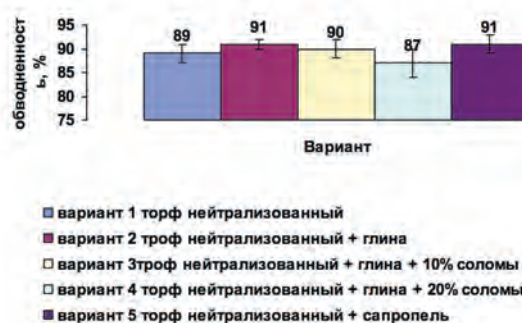 обводненност
ь, %
90
85
80
75
89
91
90
87
91
Вариант
вариант 1 торф нейтрализованный
вариант 2 троф нейтрализованный + глина
вариант 3троф нейтрализованный + глина + 10% соломы
вариант 4 торф нейтрализованный + глина + 20% соломы
вариант 5 торф нейтрализованный + сапропель